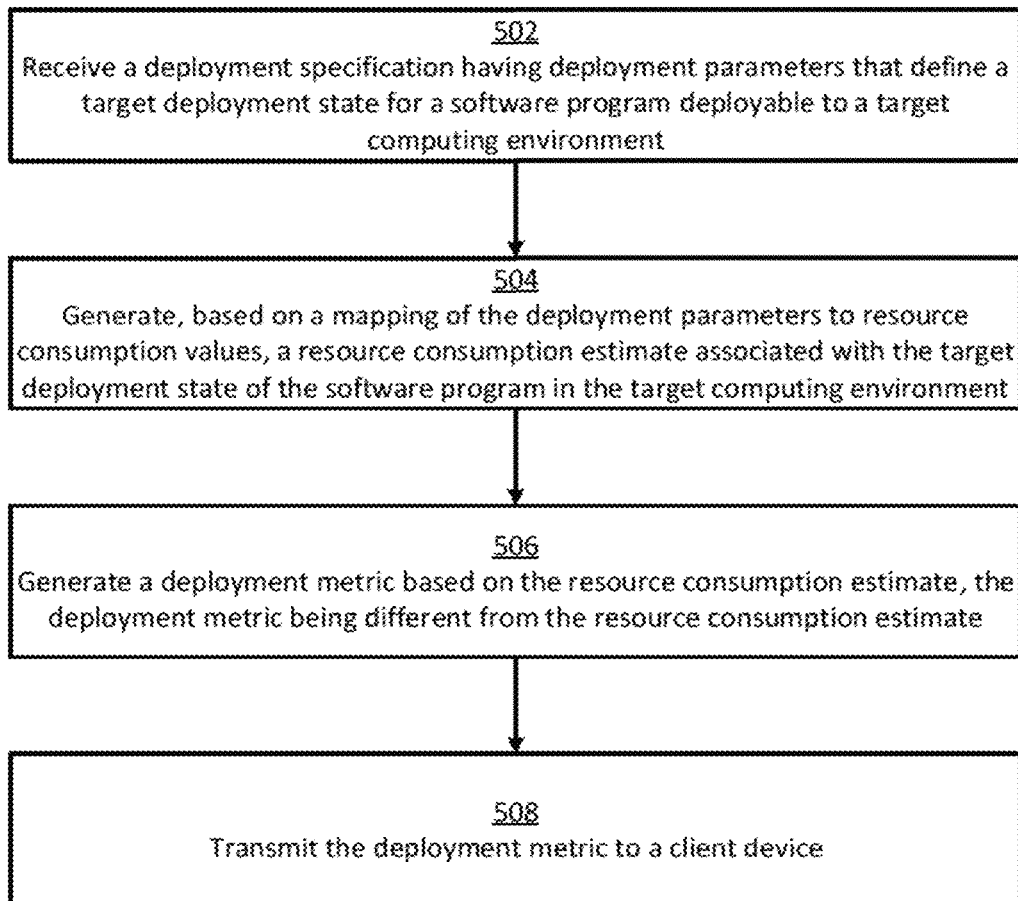 502
Receive a deployment specification having deployment parameters that define a
target deployment state for a software program deployable to a target
computing environment
504
Generate, based on a mapping of the deployment parameters to resource
consumption values, a resource consumption estimate associated with the target
deployment state of the software program in the target computing environment
506
Generate a deployment metric based on the resource consumption estimate, the
deployment metric being different from the resource consumption estimate
508
Transmit the deployment metric to a client device